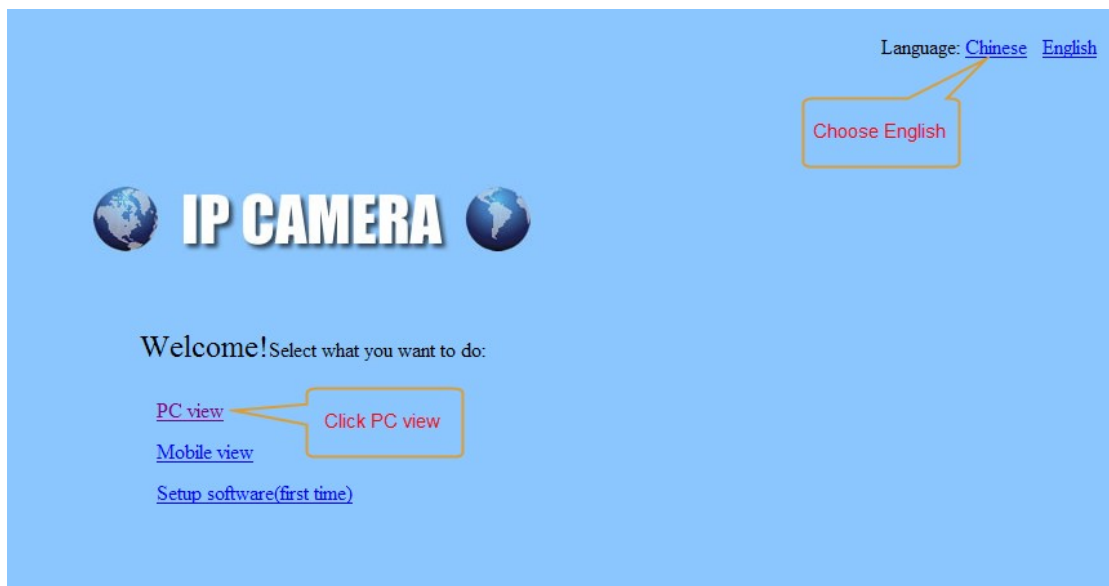 Language: Chinese English
Choose English
IP CAMERA
Welcome!Select what you want to do:
PC view
Click PC view
Mobile view
Setup software(first time)